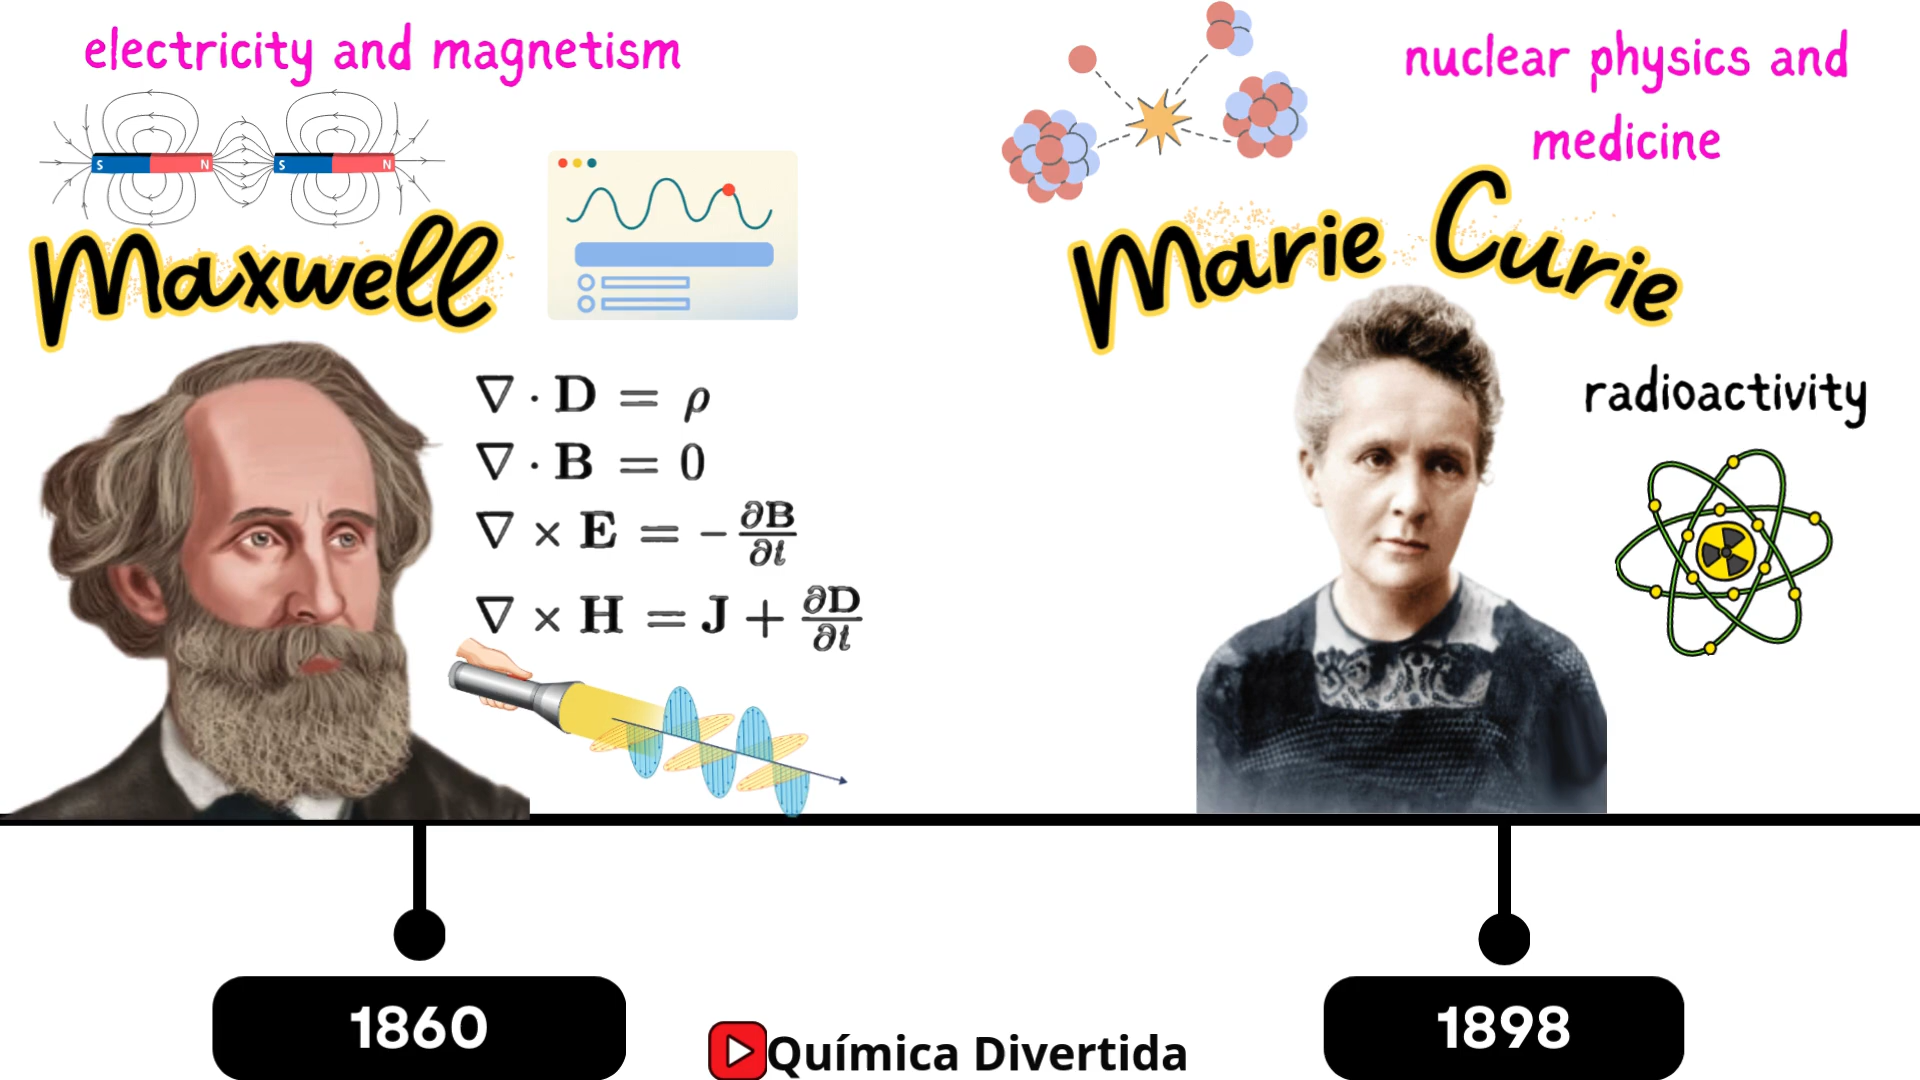 electricity and magnetism
S N S N
Maxwell
∇ · D = ρ
∇ · B = 0
∇ × E = - ∂B/∂t
∇ × H = J + ∂D/∂t
1860
nuclear physics and
medicine
Marie Curie
radioactivity
1898
Química Divertida